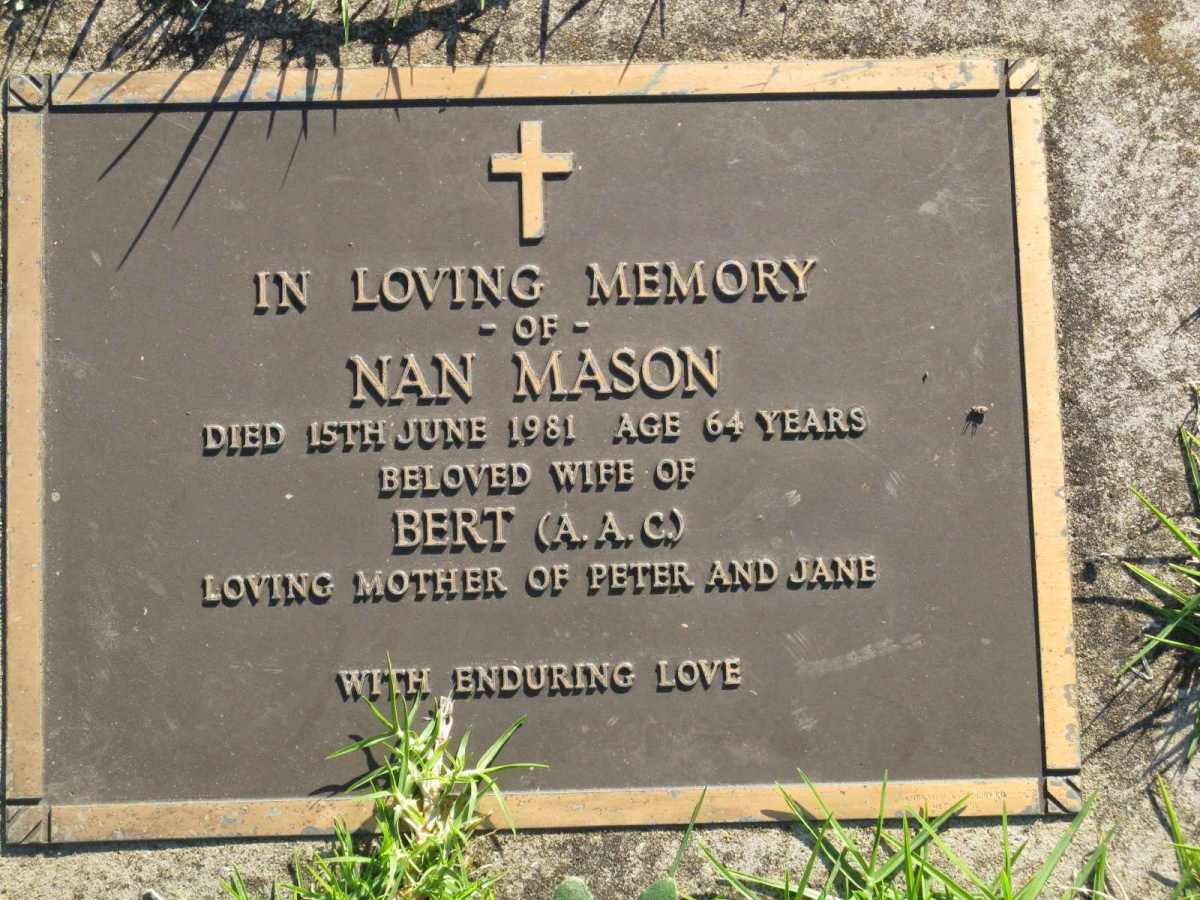 IN LOVING MEMORY
- OF -
NAN MASON
DIED 15TH JUNE 1981 AGE 64 YEARS
BELOVED WIFE OF
BERT (A.A.C.)
LOVING MOTHER OF PETER AND JANE
WITH ENDURING LOVE